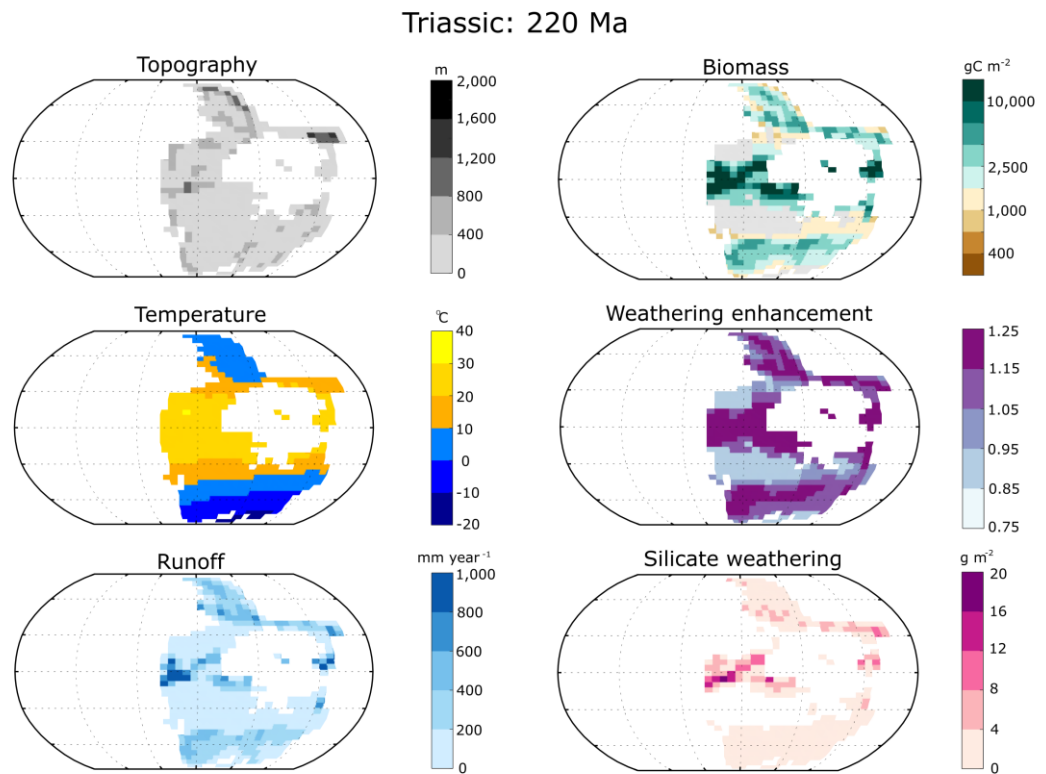 Triassic: 220 Ma
Topography
m
2,000
1,600
1,200
800
400
0
Biomass
gC m⁻²
10,000
2,500
1,000
400
Temperature
°C
40
30
20
10
0
-10
-20
Weathering enhancement
1.25
1.15
1.05
0.95
0.85
0.75
Runoff
mm year⁻¹
1,000
800
600
400
200
0
Silicate weathering
g m⁻²
20
16
12
8
4
0